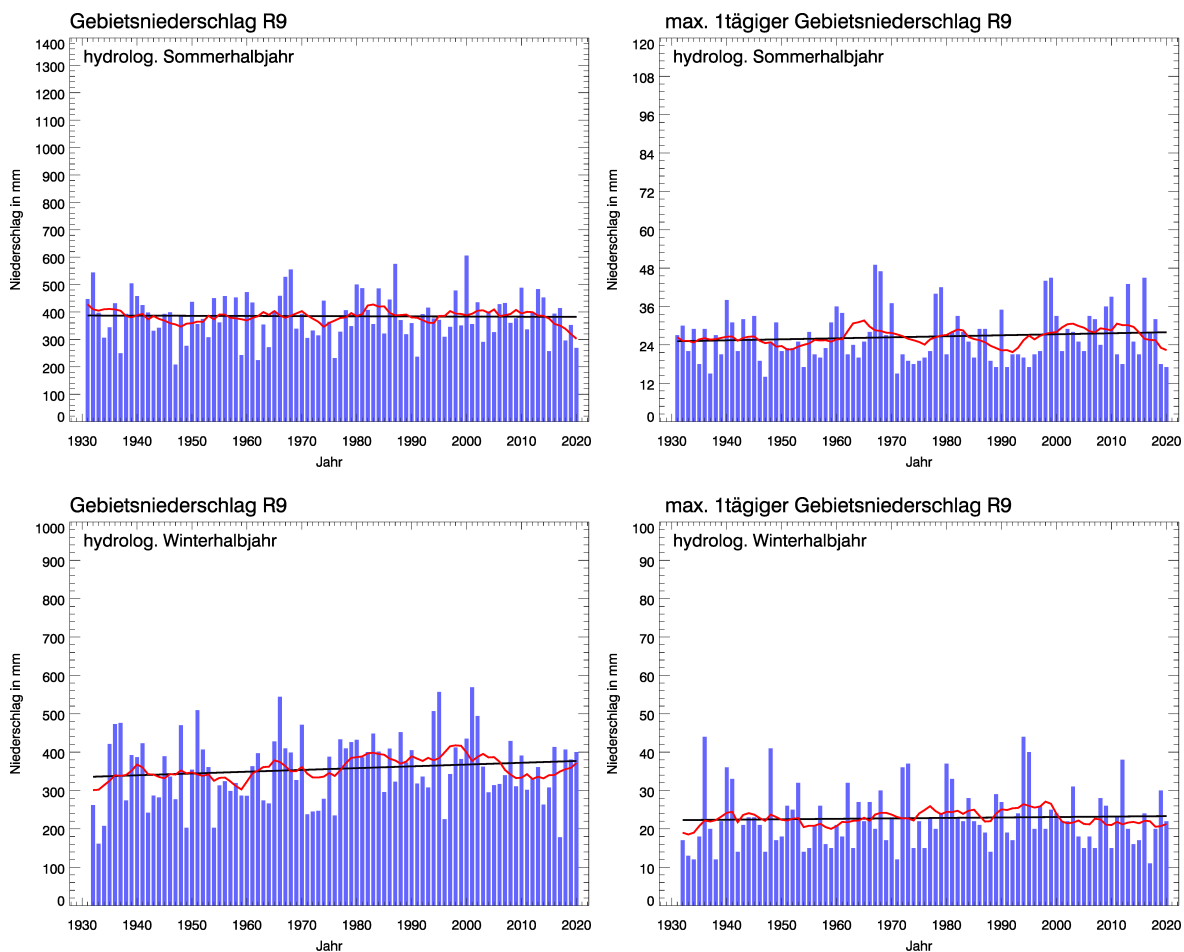 Gebietsniederschlag R9
hydrolog. Sommerhalbjahr
Niederschlag in mm
1400
1300
1200
1100
1000
900
800
700
600
500
400
300
200
100
0
1930 1940 1950 1960 1970 1980 1990 2000 2010 2020
Jahr
max. 1tägiger Gebietsniederschlag R9
hydrolog. Sommerhalbjahr
Niederschlag in mm
120
108
96
84
72
60
48
36
24
12
0
1930 1940 1950 1960 1970 1980 1990 2000 2010 2020
Jahr
Gebietsniederschlag R9
hydrolog. Winterhalbjahr
Niederschlag in mm
1000
900
800
700
600
500
400
300
200
100
0
1930 1940 1950 1960 1970 1980 1990 2000 2010 2020
Jahr
max. 1tägiger Gebietsniederschlag R9
hydrolog. Winterhalbjahr
Niederschlag in mm
100
90
80
70
60
50
40
30
20
10
0
1930 1940 1950 1960 1970 1980 1990 2000 2010 2020
Jahr